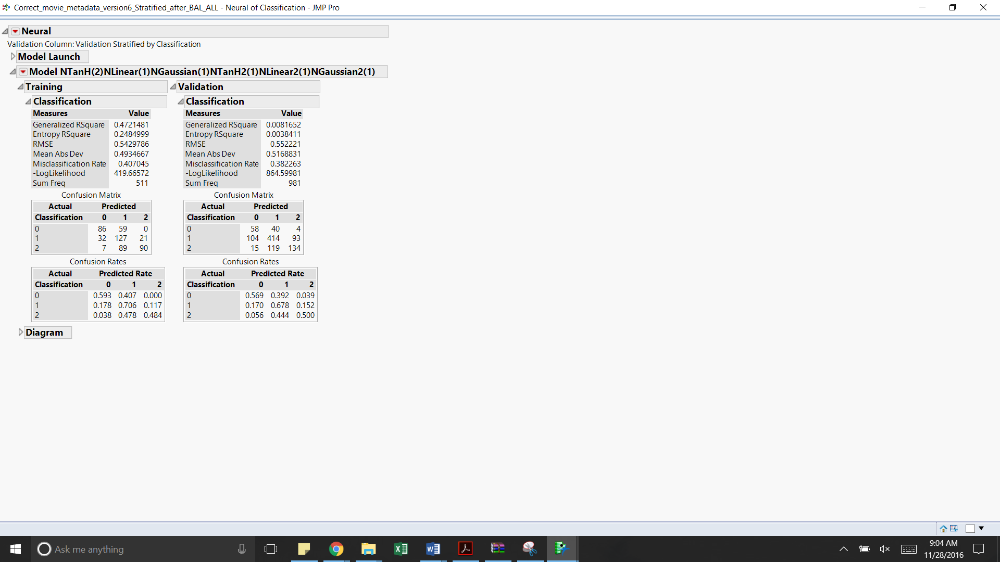 Correct_movie_metadata_version6_Stratified_after_BAL_ALL - Neural of Classification - JMP Pro
Neural
Validation Column: Validation Stratified by Classification
Model Launch
Model NTanH(2)NLinear(1)NGaussian(1)NTanH2(1)NLinear2(1)NGaussian2(1)
Training
Classification
Measures Value
Generalized RSquare 0.4721481
Entropy RSquare 0.2484999
RMSE 0.5429786
Mean Abs Dev 0.4934667
Misclassification Rate 0.407045
-LogLikelihood 419.66572
Sum Freq 511
Confusion Matrix
Actual Predicted
Classification 0 1 2
0 86 59 0
1 32 127 21
2 7 89 90
Confusion Rates
Actual Predicted Rate
Classification 0 1 2
0 0.593 0.407 0.000
1 0.178 0.706 0.117
2 0.038 0.478 0.484
Validation
Classification
Measures Value
Generalized RSquare 0.0081652
Entropy RSquare 0.0038411
RMSE 0.552221
Mean Abs Dev 0.5168831
Misclassification Rate 0.382263
-LogLikelihood 864.59981
Sum Freq 981
Confusion Matrix
Actual Predicted
Classification 0 1 2
0 58 40 4
1 104 414 93
2 15 119 134
Confusion Rates
Actual Predicted Rate
Classification 0 1 2
0 0.569 0.392 0.039
1 0.170 0.678 0.152
2 0.056 0.444 0.500
Diagram
Ask me anything
9:04 AM
11/28/2016